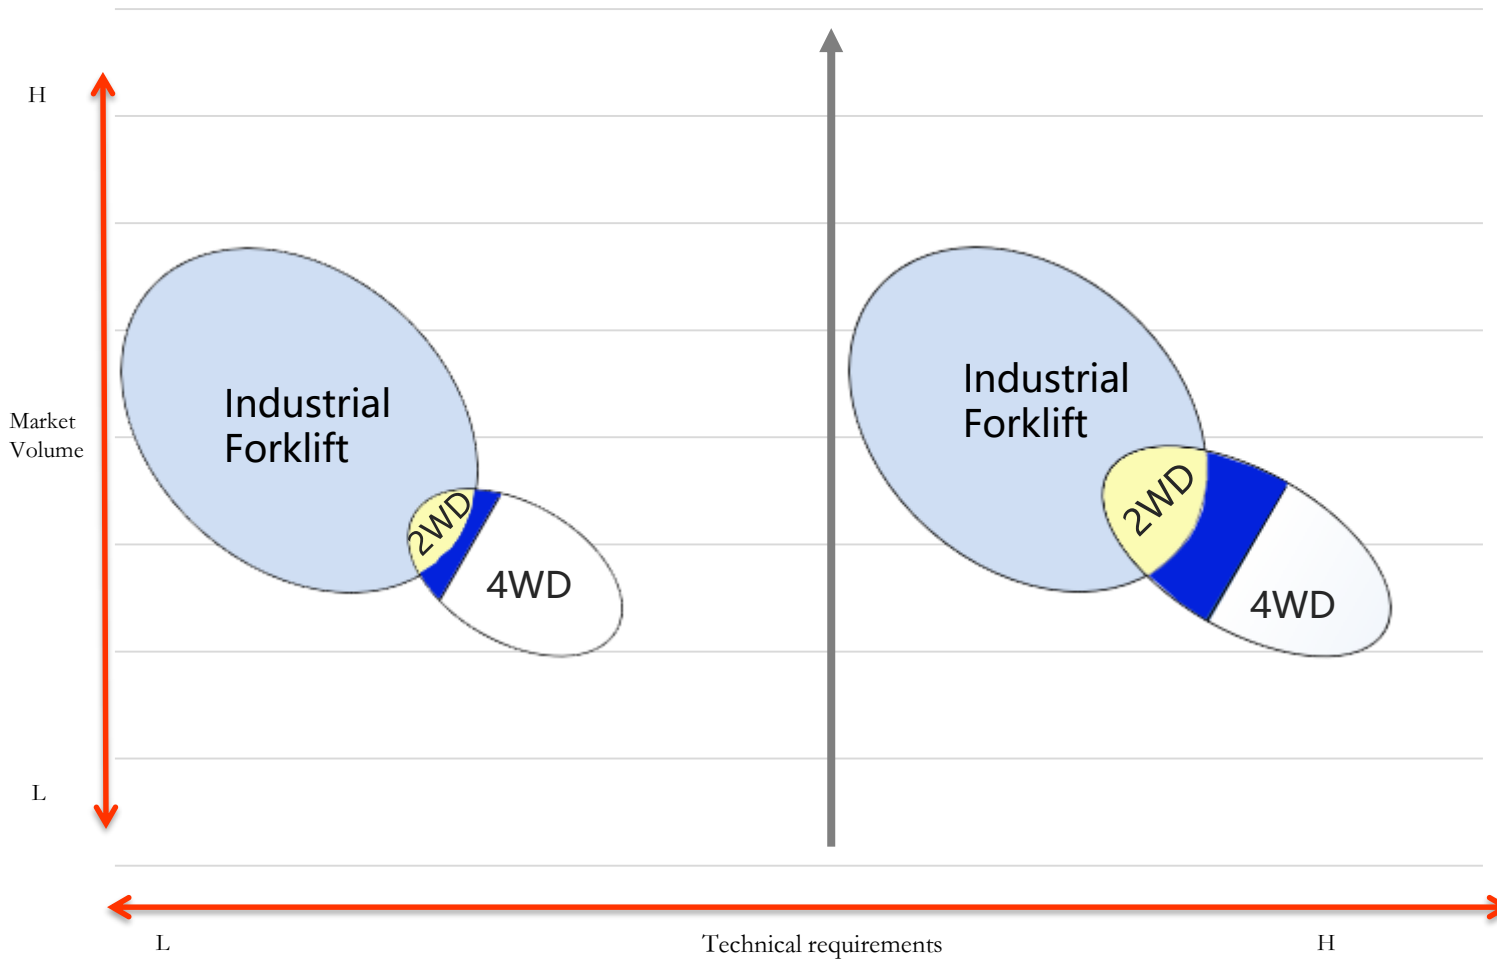 H
Industrial
Forklift
Industrial
Forklift
Market
Volume
2WD
2WD
4WD
4WD
L
L
Technical requirements
H